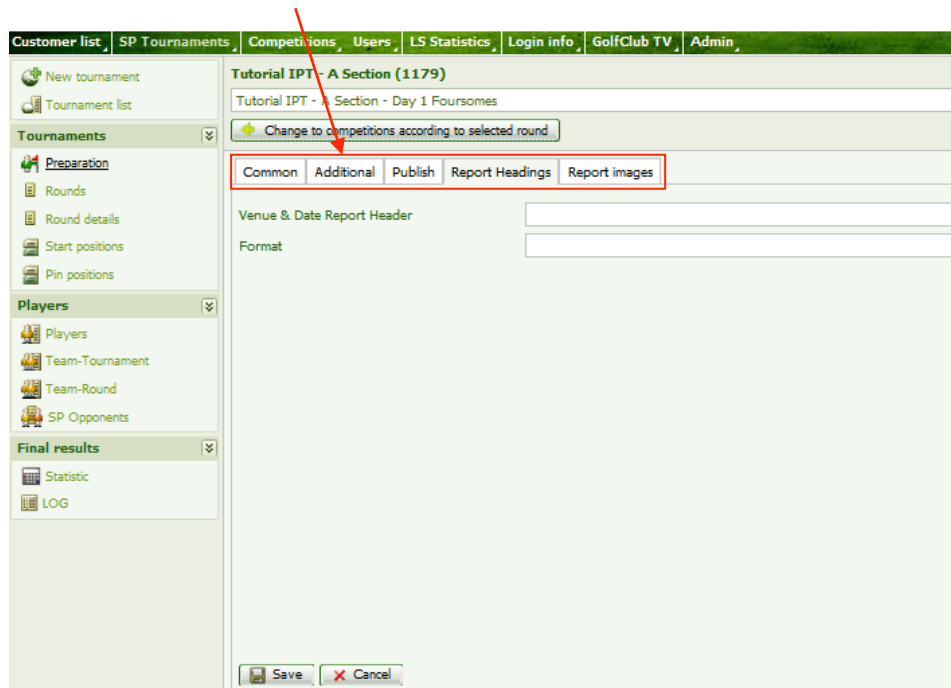 Customer list SP Tournaments Competitions Users LS Statistics Login info GolfClub TV Admin
New tournament
Tournament list
Tournaments
Preparation
Rounds
Round details
Start positions
Pin positions
Players
Players
Team-Tournament
Team-Round
SP Opponents
Final results
Statistic
LOG
Tutorial IPT - A Section (1179)
Tutorial IPT - A Section - Day 1 Foursomes
Change to competitions according to selected round
Common Additional Publish Report Headings Report images
Venue & Date Report Header
Format
Save Cancel